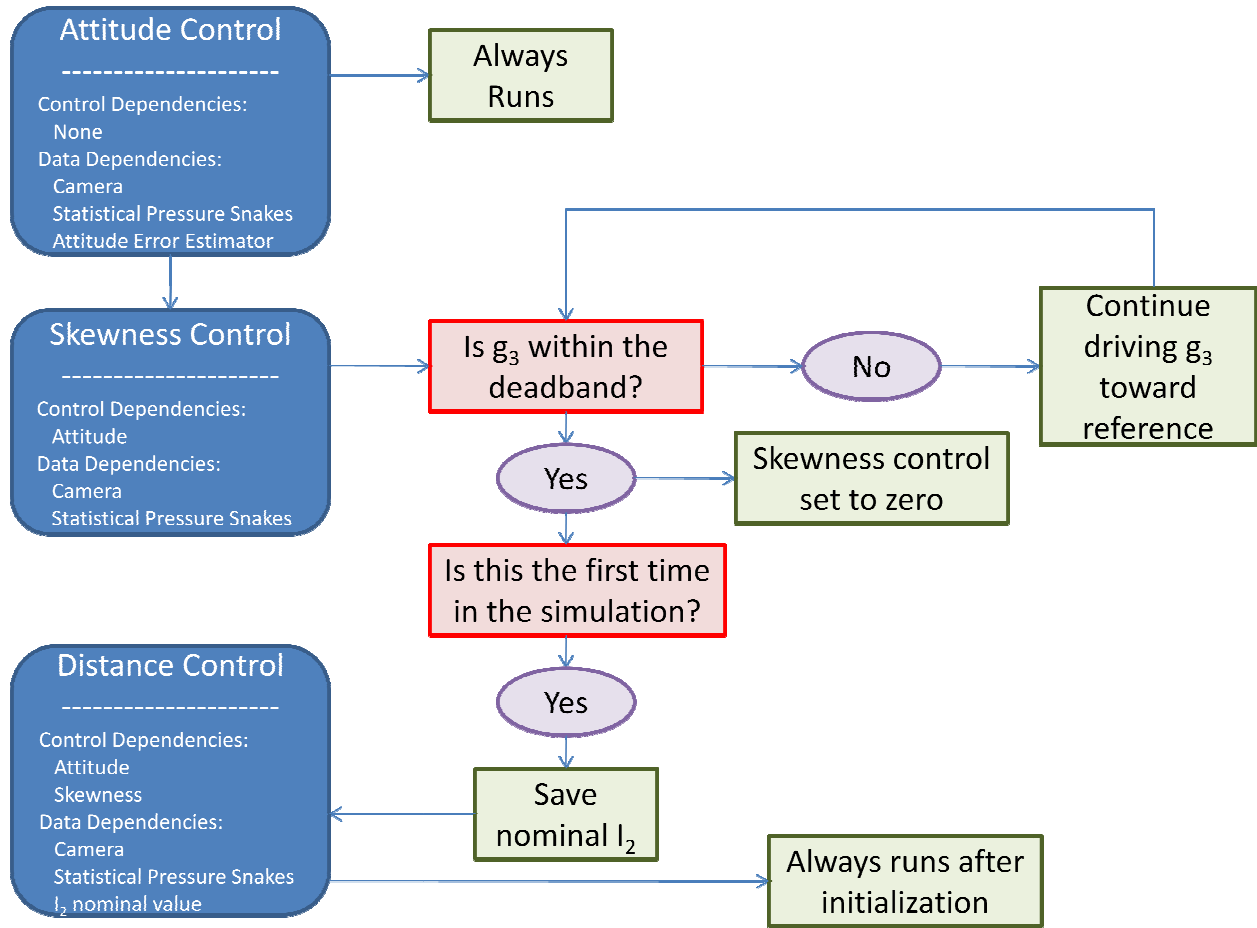 Attitude Control
---------------------
Control Dependencies:
None
Data Dependencies:
Camera
Statistical Pressure Snakes
Attitude Error Estimator
Always
Runs
Skewness Control
---------------------
Control Dependencies:
Attitude
Data Dependencies:
Camera
Statistical Pressure Snakes
Is g₃ within the
deadband?
No
Continue
driving g₃
toward
reference
Yes
Skewness control
set to zero
Is this the first time
in the simulation?
Yes
Save
nominal I₂
Distance Control
---------------------
Control Dependencies:
Attitude
Skewness
Data Dependencies:
Camera
Statistical Pressure Snakes
I₂ nominal value
Always runs after
initialization